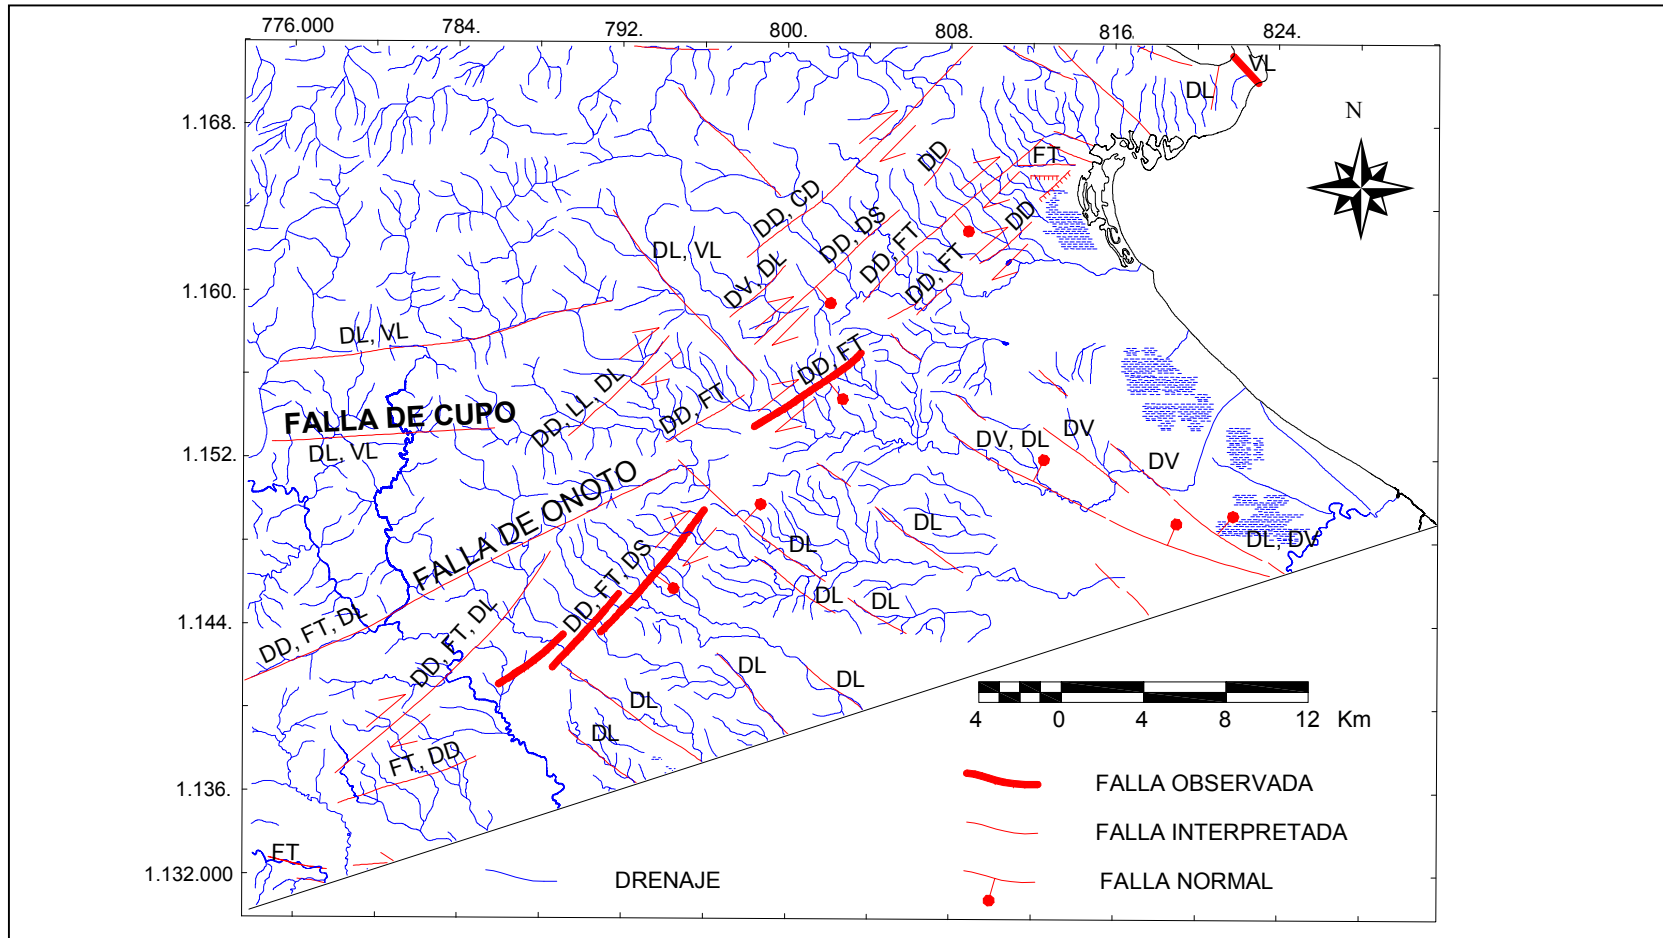 776.000 784. 792. 800. 808. 816. 824.
VL
DL
N
1.168.
DD
FT
DD, CD
DD, DS
DD
DL, VL
DD, FT
DV, DL
DD, FT
1.160.
DL, VL
DD, FT
DD, LL, DL
DD, FT
FALLA DE CUPO
DL, VL
1.152.
DV, DL
DV
DV
FALLA DE ONOTO
DL
DL
DL, DV
DD, FT, DS
DL
DL
1.144.
DD, FT, DL
DD, FT, DL
DL
DL
DL
DL
4 0 4 8 12 Km
FT, DD
1.136.
FALLA OBSERVADA
FALLA INTERPRETADA
FT
1.132.000
DRENAJE
FALLA NORMAL